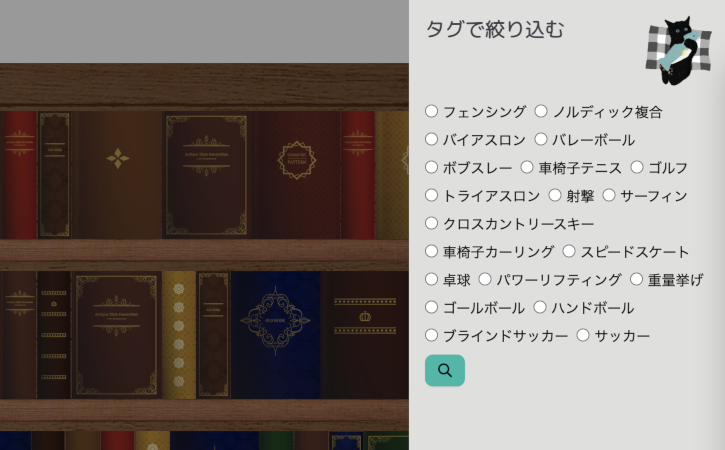 タグで絞り込む
フェンシング ノルディック複合
バイアスロン バレーボール
ボブスレー 車椅子テニス ゴルフ
トライアスロン 射撃 サーフィン
クロスカントリースキー
車椅子カーリング スピードスケート
卓球 パワーリフティング 重量挙げ
ゴールボール ハンドボール
ブラインドサッカー サッカー